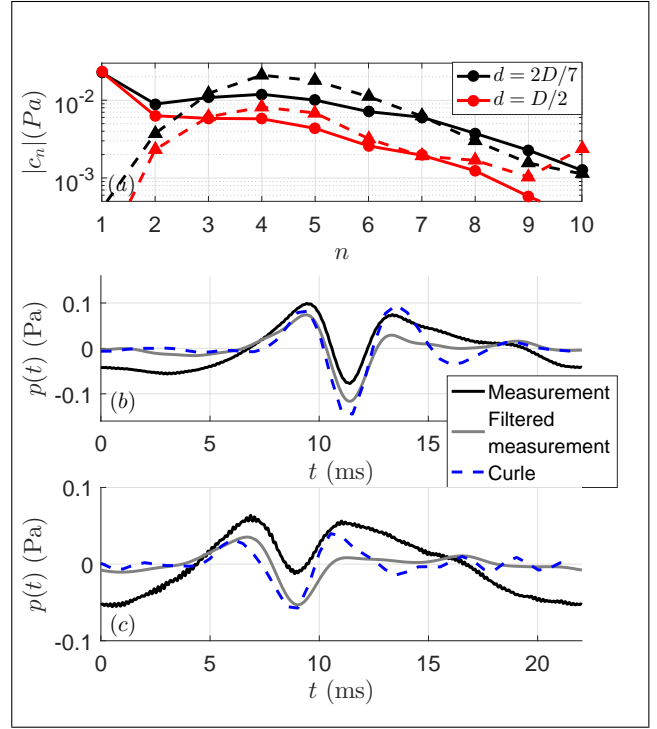 |c_n|(Pa)
10^{-2}
10^{-3}
d = 2D/7
d = D/2
(a)
1 2 3 4 5 6 7 8 9 10
n
p(t) (Pa)
0.1
0
-0.1
(b)
0 5 10 15
t (ms)
Measurement
Filtered
measurement
Curle
p(t) (Pa)
0.1
0
-0.1
(c)
0 5 10 15 20
t (ms)